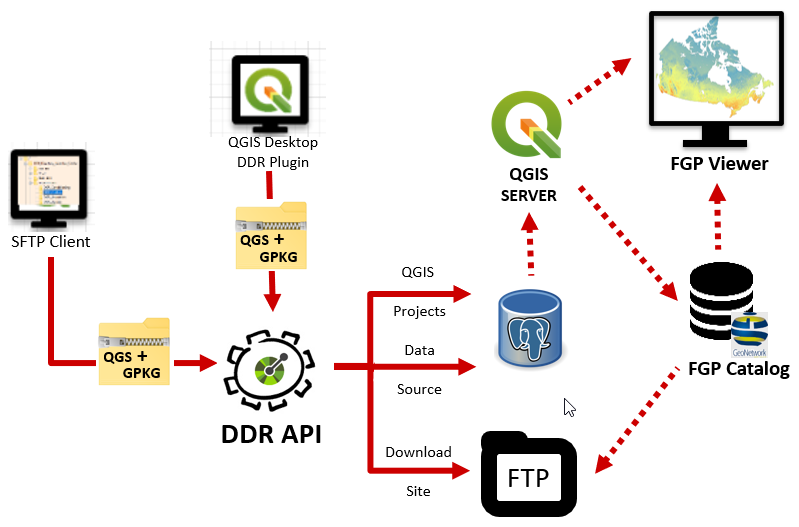 QGIS Desktop
DDR Plugin
SFTP Client
QGS +
GPKG
QGS +
GPKG
DDR API
QGIS
Projects
Data
Source
Download
Site
QGIS
SERVER
FGP Viewer
GeoNetwork
FGP Catalog
FTP